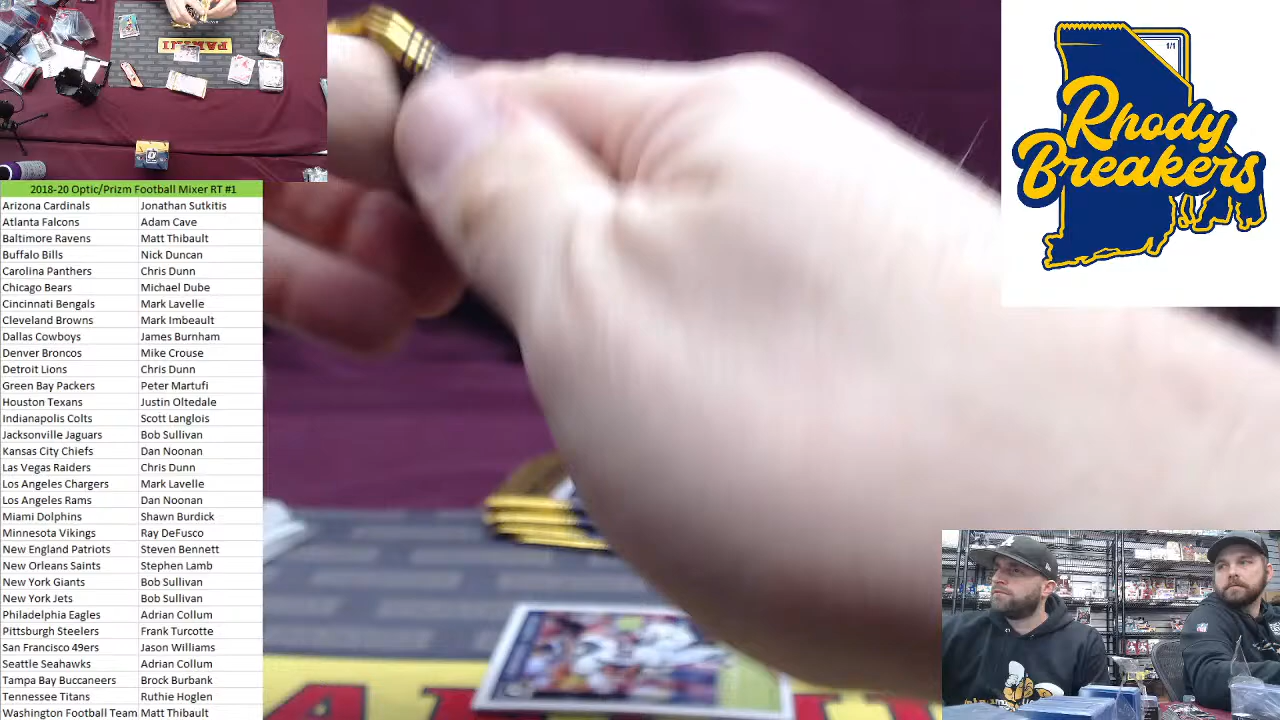 PANINI
1/1
Rhody
Breakers
2018-20 Optic/Prizm Football Mixer RT #1
Arizona Cardinals Jonathan Sutkitis
Atlanta Falcons Adam Cave
Baltimore Ravens Matt Thibault
Buffalo Bills Nick Duncan
Carolina Panthers Chris Dunn
Chicago Bears Michael Dube
Cincinnati Bengals Mark Lavelle
Cleveland Browns Mark Imbeault
Dallas Cowboys James Burnham
Denver Broncos Mike Crouse
Detroit Lions Chris Dunn
Green Bay Packers Peter Martufi
Houston Texans Justin Oltedale
Indianapolis Colts Scott Langlois
Jacksonville Jaguars Bob Sullivan
Kansas City Chiefs Dan Noonan
Las Vegas Raiders Chris Dunn
Los Angeles Chargers Mark Lavelle
Los Angeles Rams Dan Noonan
Miami Dolphins Shawn Burdick
Minnesota Vikings Ray DeFusco
New England Patriots Steven Bennett
New Orleans Saints Stephen Lamb
New York Giants Bob Sullivan
New York Jets Bob Sullivan
Philadelphia Eagles Adrian Collum
Pittsburgh Steelers Frank Turcotte
San Francisco 49ers Jason Williams
Seattle Seahawks Adrian Collum
Tampa Bay Buccaneers Brock Burbank
Tennessee Titans Ruthie Hoglen
Washington Football Team Matt Thibault